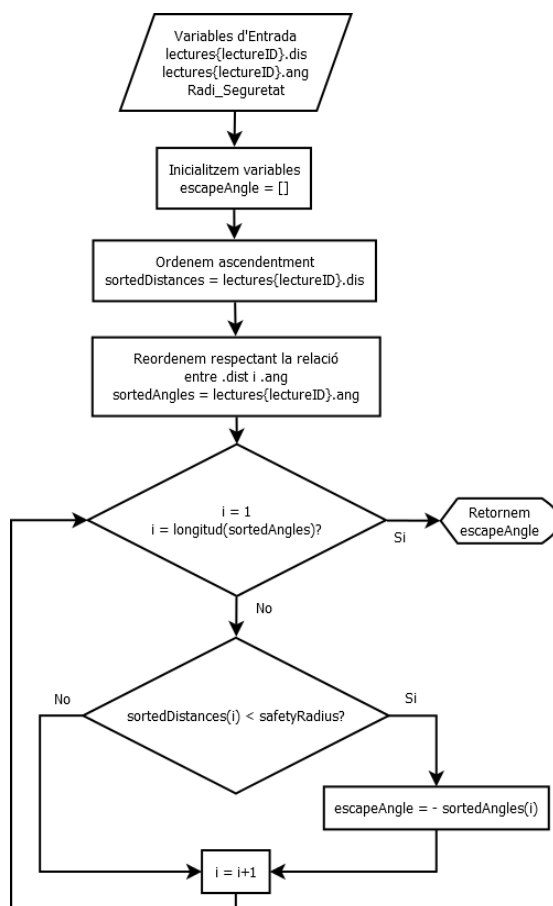 Variables d'Entrada
lectures{lectureID}.dis
lectures{lectureID}.ang
Radi_Seguretat
Inicialitzem variables
escapeAngle = []
Ordenem ascendentment
sortedDistances = lectures{lectureID}.dis
Reordenem respectant la relació
entre .dist i .ang
sortedAngles = lectures{lectureID}.ang
i = 1
i = longitud(sortedAngles)?
Si
Retornem
escapeAngle
No
sortedDistances(i) < safetyRadius?
No
Si
escapeAngle = - sortedAngles(i)
i = i+1